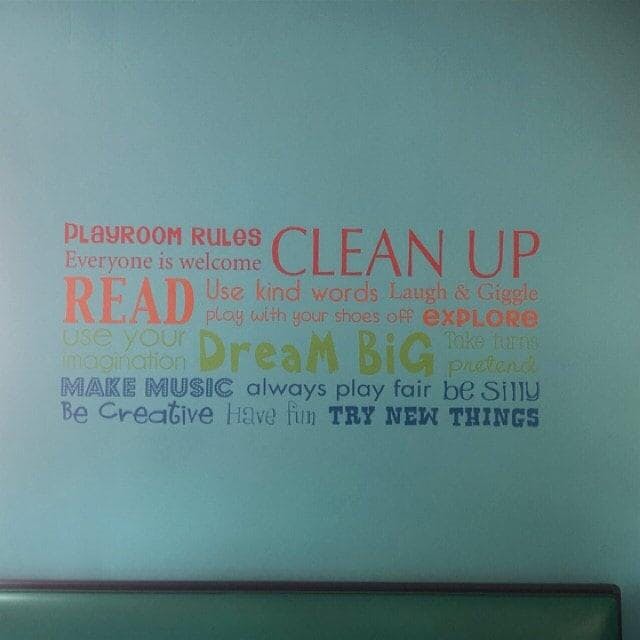 PLAYROOM RULES CLEAN UP
Everyone is welcome
READ Use kind words Laugh & Giggle
play with your shoes off explore
use your imagination DreaM BiG Take turns
pretend
MAKE MUSIC always play fair be silly
Be Creative Have fun TRY NEW THINGS